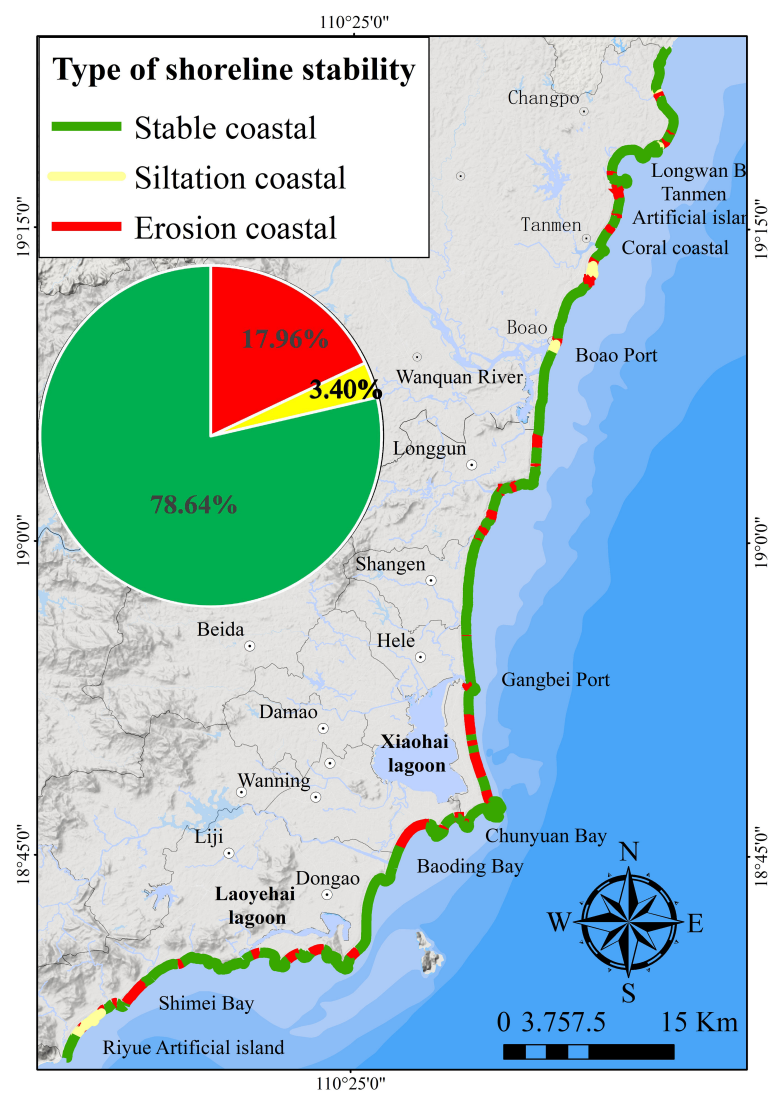 110°25'0"
Type of shoreline stability
Stable coastal
Siltation coastal
Erosion coastal
Changpo
Longwan B
Tanmen
Artificial islan
19°15'0"
19°15'0"
Tanmen
Coral coastal
17.96%
3.40%
78.64%
Boao
Boao Port
Wanquan River
Longgun
19°0'0"
19°0'0"
Shangen
Beida
Hele
Gangbei Port
Damao
Xiaohai
lagoon
Wanning
Chunyuan Bay
Liji
Baoding Bay
18°45'0"
18°45'0"
Dongao
Laoyehai
lagoon
N
W
E
S
Shimei Bay
Riyue Artificial island
0 3.757.5 15 Km
110°25'0"